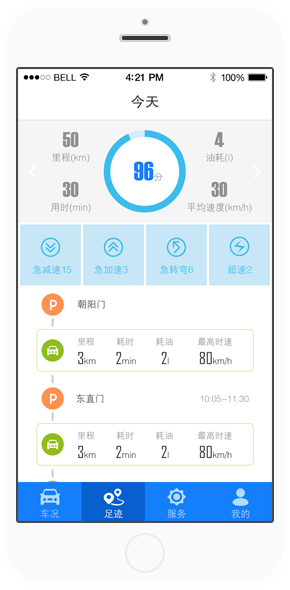 BELL 4:21 PM 100%
今天
50 4
里程(km) 油耗(l)
96分
30 30
用时(min) 平均速度(km/h)
急减速15 急加速3 急转弯6 超速2
P 朝阳门
里程 耗时 耗油 最高时速
3km 2min 2l 80km/h
P 东直门 10:05~11:30
里程 耗时 耗油 最高时速
3km 2min 2l 80km/h
车况 足迹 服务 我的